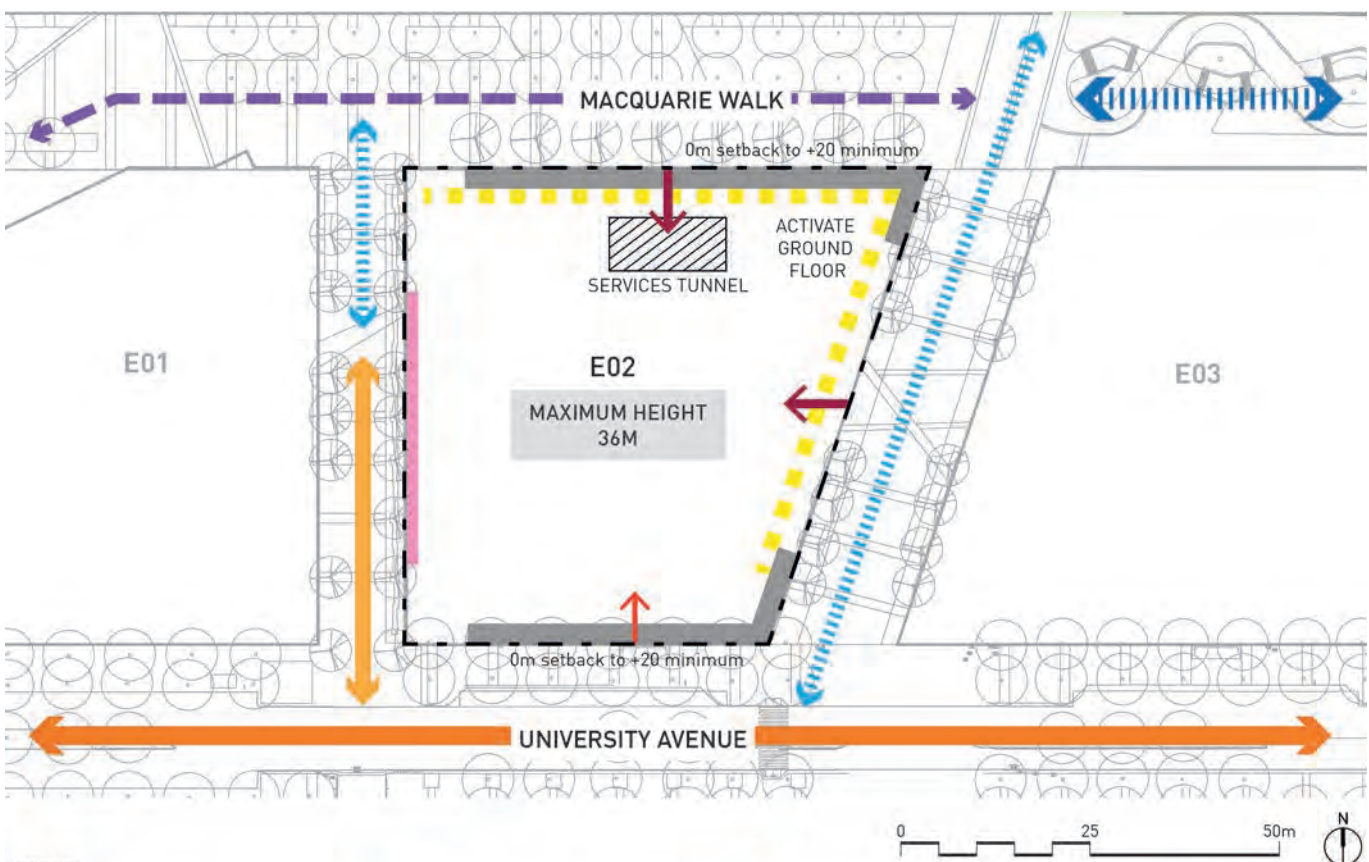 MACQUARIE WALK
0m setback to +20 minimum
ACTIVATE
GROUND
FLOOR
SERVICES TUNNEL
E01
E02
E03
MAXIMUM HEIGHT
36M
0m setback to +20 minimum
UNIVERSITY AVENUE
0 25 50m
N